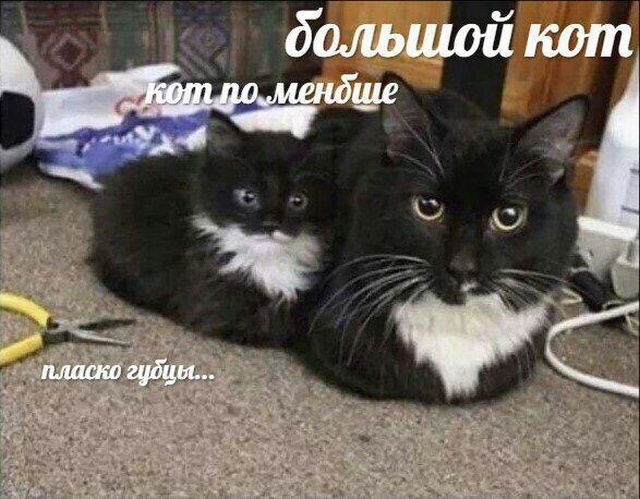 большой кот
кот по менбше
пласко губцы...